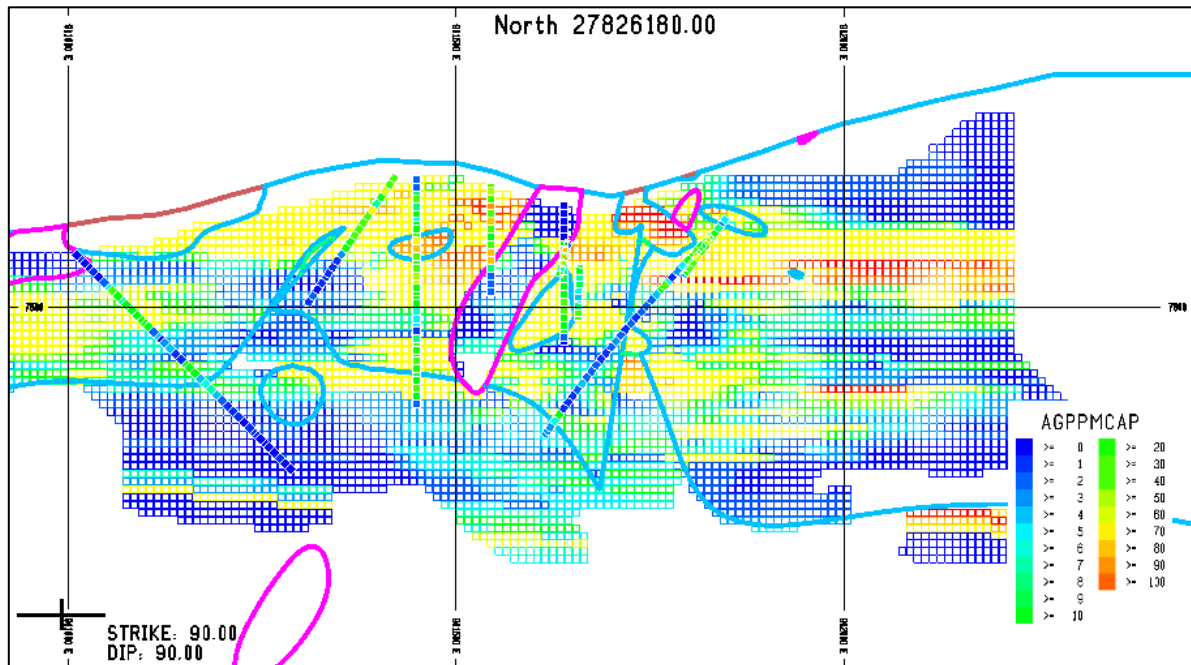 North 27826180.00
AGPPMCAP
>= 0 >= 20
>= 1 >= 30
>= 2 >= 40
>= 3 >= 50
>= 4 >= 60
>= 5 >= 70
>= 6 >= 80
>= 7 >= 90
>= 8 >= 100
>= 9
>= 10
STRIKE: 90.00
DIP: 90.00